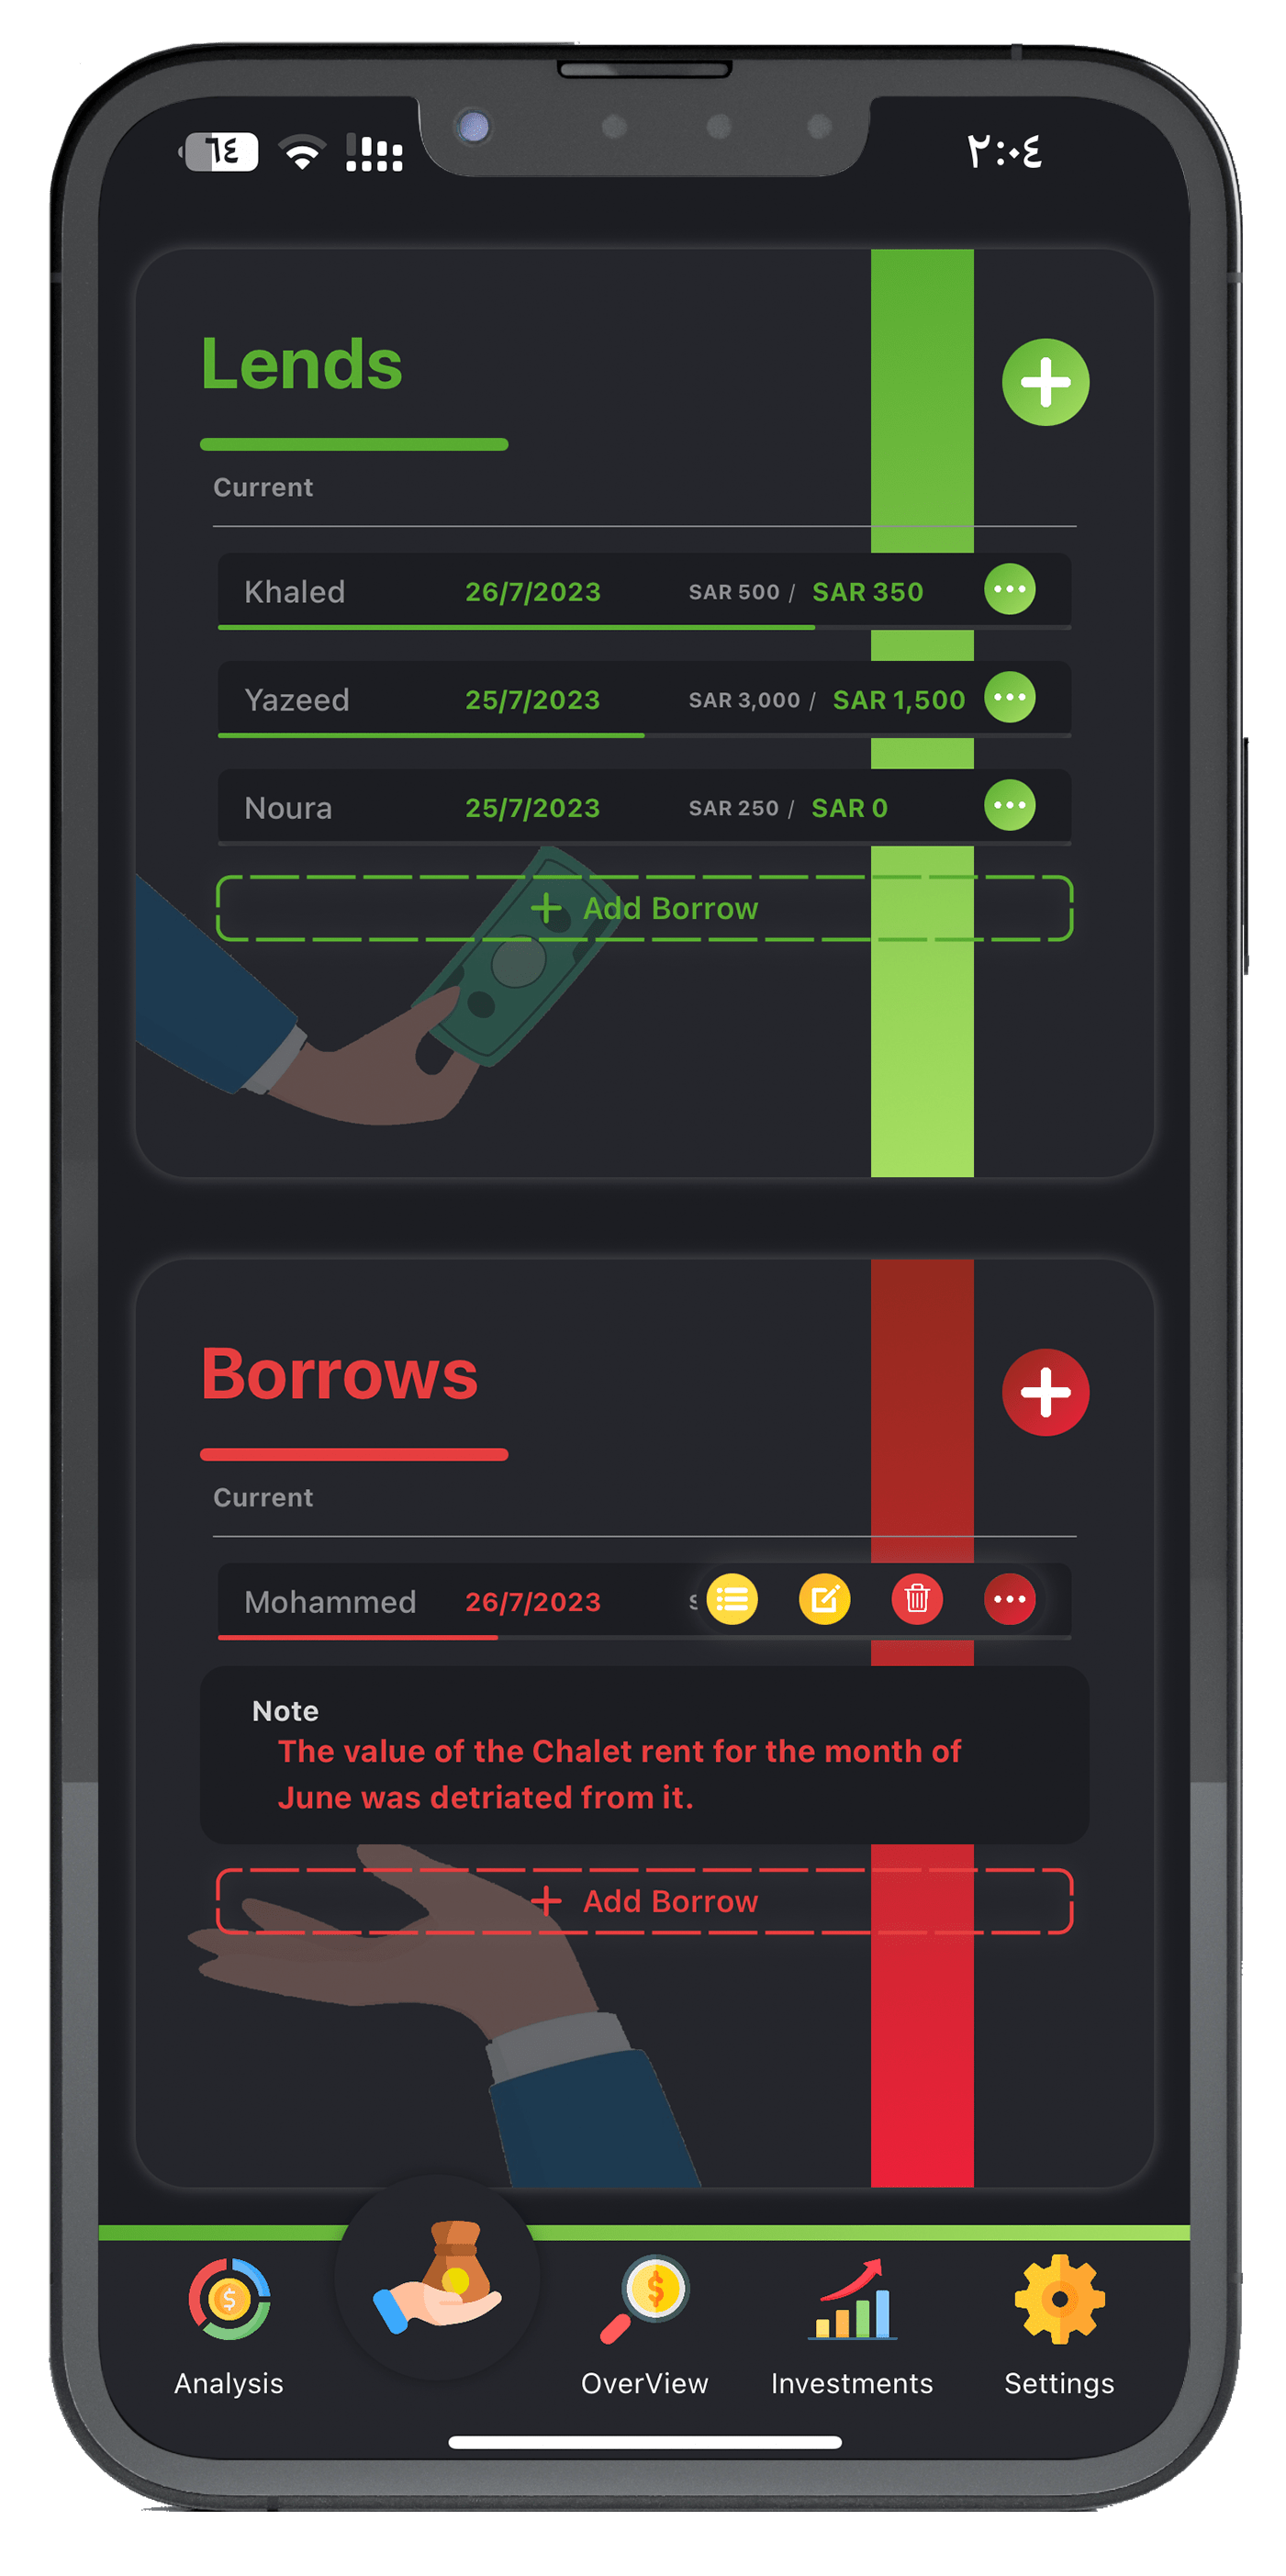 ٦٤
٢:٠٤
Lends
Current
Khaled 26/7/2023 SAR 500 / SAR 350
Yazeed 25/7/2023 SAR 3,000 / SAR 1,500
Noura 25/7/2023 SAR 250 / SAR 0
+ Add Borrow
Borrows
Current
Mohammed 26/7/2023
Note
The value of the Chalet rent for the month of
June was detriated from it.
+ Add Borrow
Analysis OverView Investments Settings